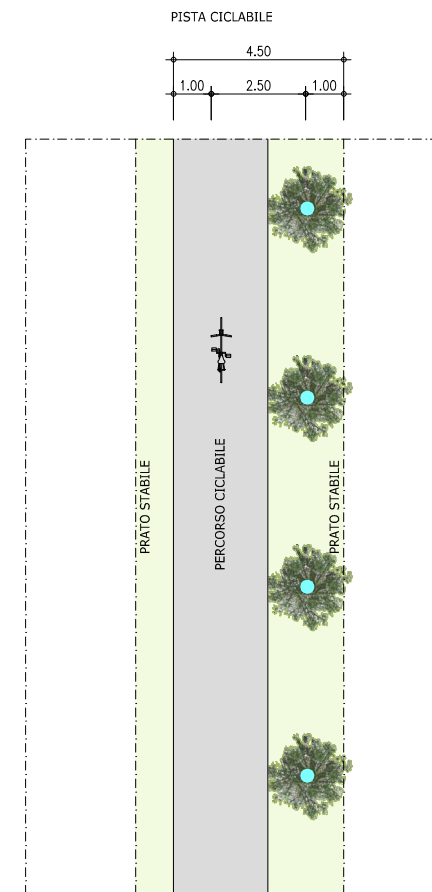 PISTA CICLABILE
4.50
1.00 2.50 1.00
PRATO STABILE
PERCORSO CICLABILE
PRATO STABILE